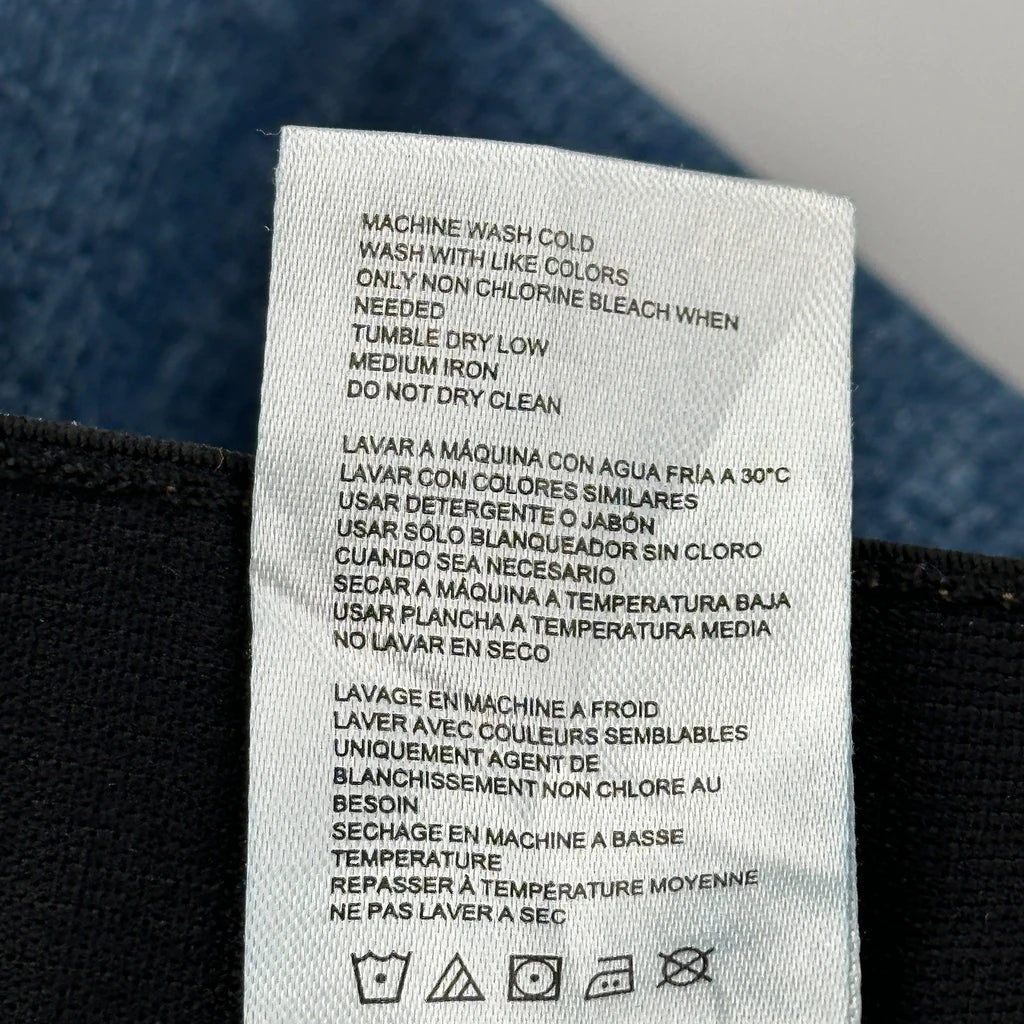 MACHINE WASH COLD
WASH WITH LIKE COLORS
ONLY NON CHLORINE BLEACH WHEN
NEEDED
TUMBLE DRY LOW
MEDIUM IRON
DO NOT DRY CLEAN
LAVAR A MÁQUINA CON AGUA FRÍA A 30°C
LAVAR CON COLORES SIMILARES
USAR DETERGENTE O JABÓN
USAR SÓLO BLANQUEADOR SIN CLORO
CUANDO SEA NECESARIO
SECAR A MÁQUINA A TEMPERATURA BAJA
USAR PLANCHA A TEMPERATURA MEDIA
NO LAVAR EN SECO
LAVAGE EN MACHINE A FROID
LAVER AVEC COULEURS SEMBLABLES
UNIQUEMENT AGENT DE
BLANCHISSEMENT NON CHLORE AU
BESOIN
SECHAGE EN MACHINE A BASSE
TEMPERATURE
REPASSER À TEMPÉRATURE MOYENNE
NE PAS LAVER A SEC